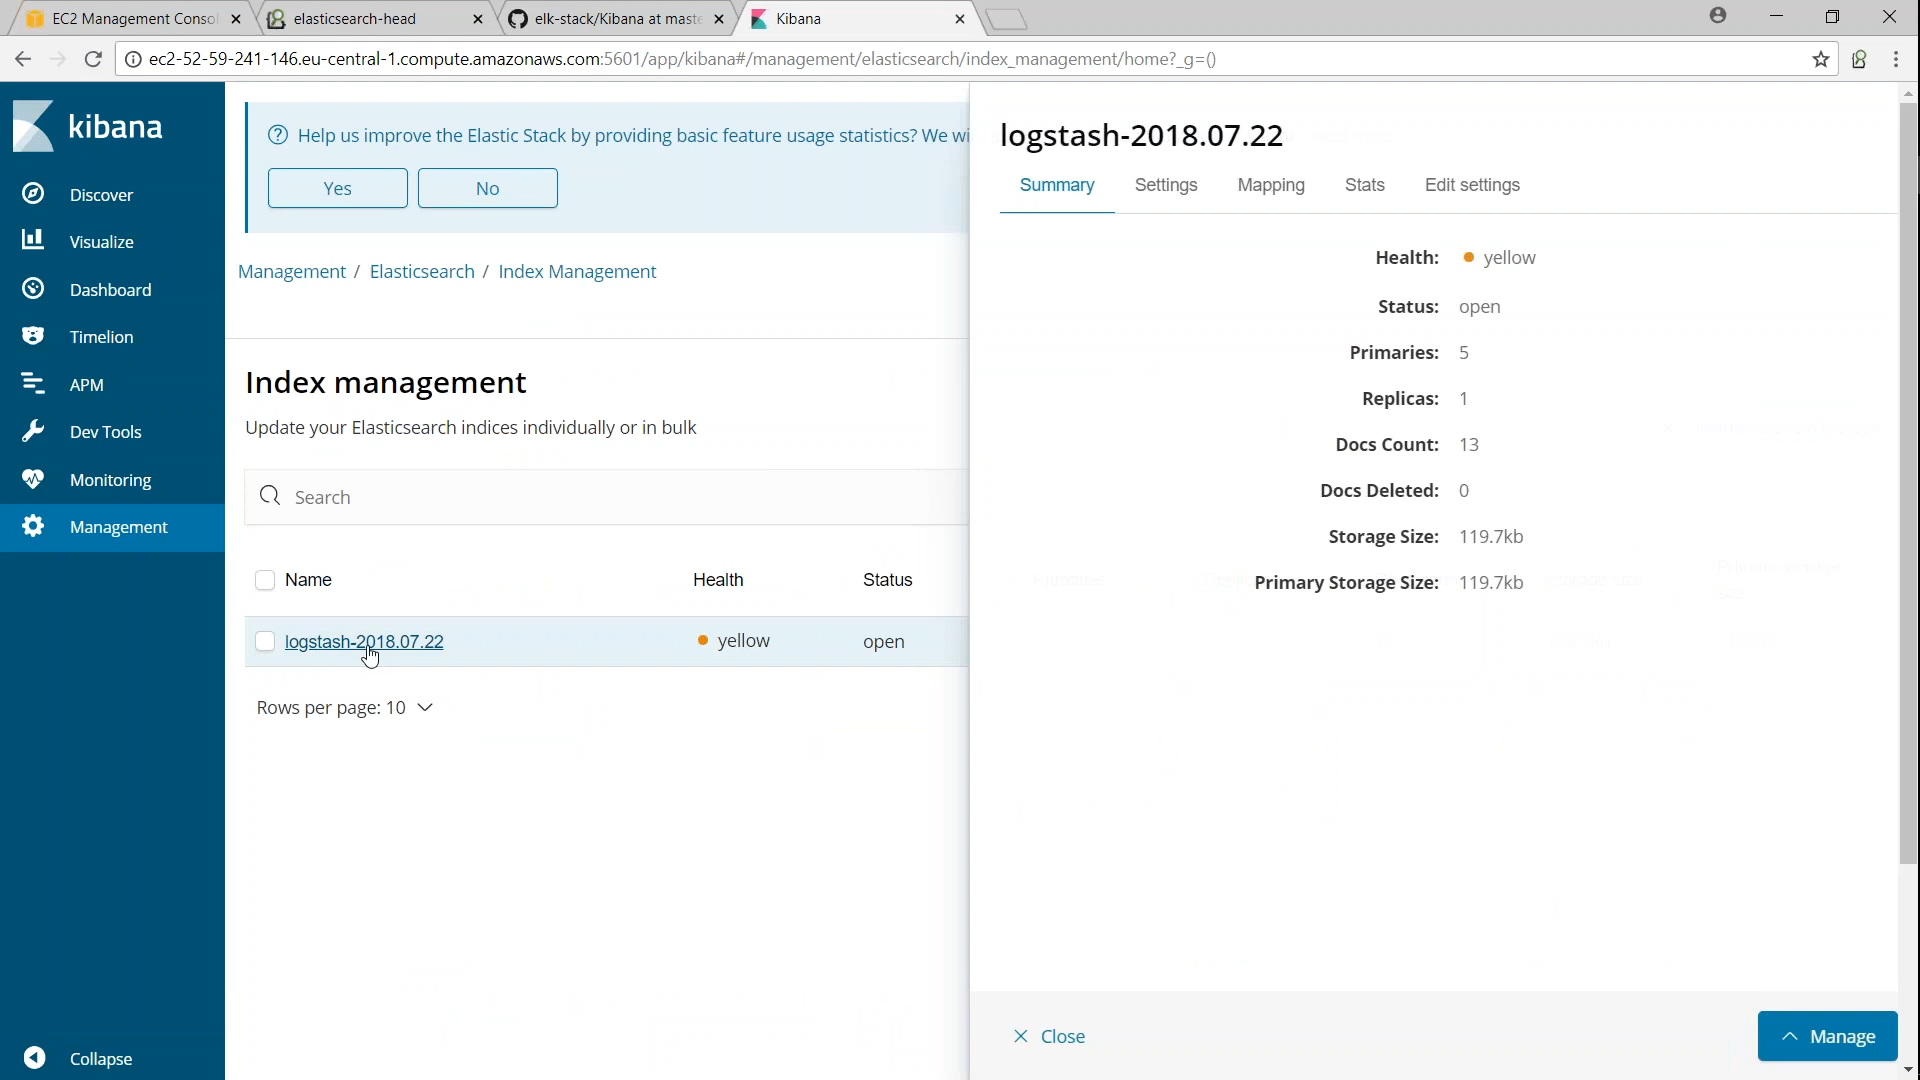 EC2 Management Consol
elasticsearch-head
elk-stack/Kibana at maste
Kibana
ec2-52-59-241-146.eu-central-1.compute.amazonaws.com:5601/app/kibana#/management/elasticsearch/index_management/home?_g=()
kibana
Discover
Visualize
Dashboard
Timelion
APM
Dev Tools
Monitoring
Management
Collapse
Help us improve the Elastic Stack by providing basic feature usage statistics? We wi
Yes No
Management / Elasticsearch / Index Management
Index management
Update your Elasticsearch indices individually or in bulk
Search
Name Health Status
logstash-2018.07.22 yellow open
Rows per page: 10
logstash-2018.07.22
Summary Settings Mapping Stats Edit settings
Health: yellow
Status: open
Primaries: 5
Replicas: 1
Docs Count: 13
Docs Deleted: 0
Storage Size: 119.7kb
Primary Storage Size: 119.7kb
Close
Manage